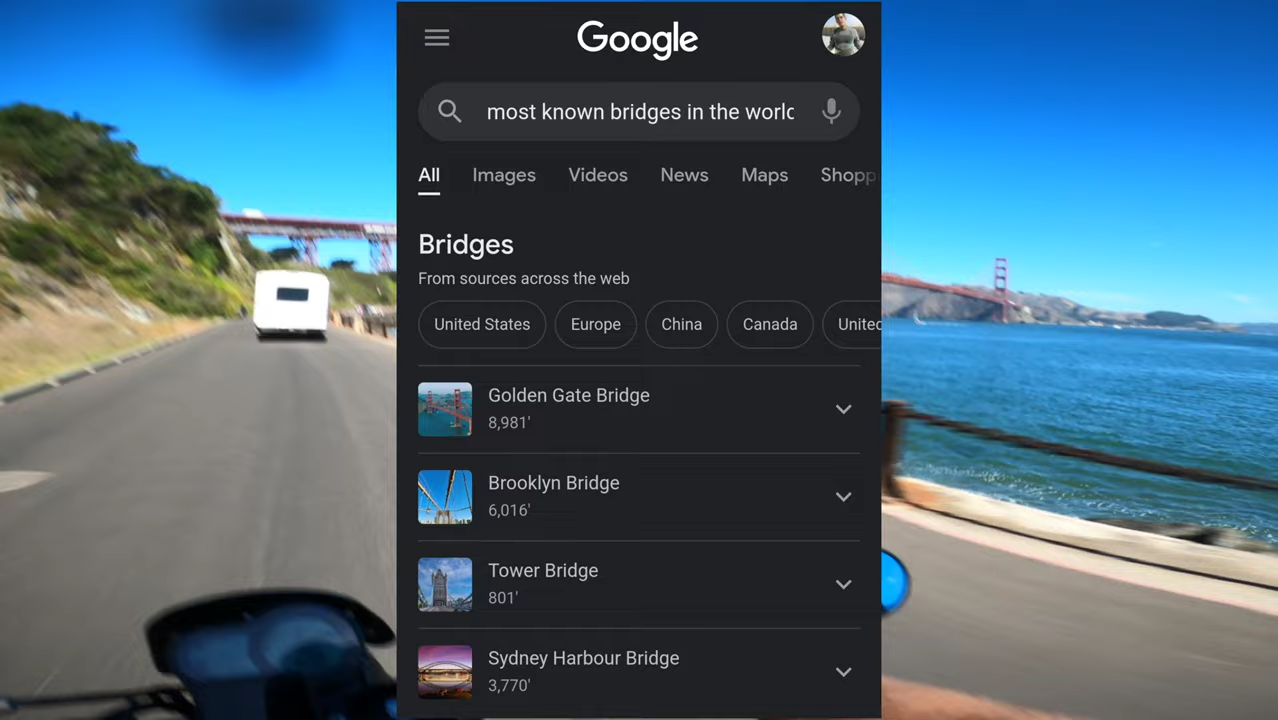 Google
most known bridges in the worl
All Images Videos News Maps Shopp
Bridges
From sources across the web
United States Europe China Canada United
Golden Gate Bridge
8,981'
Brooklyn Bridge
6,016'
Tower Bridge
801'
Sydney Harbour Bridge
3,770'